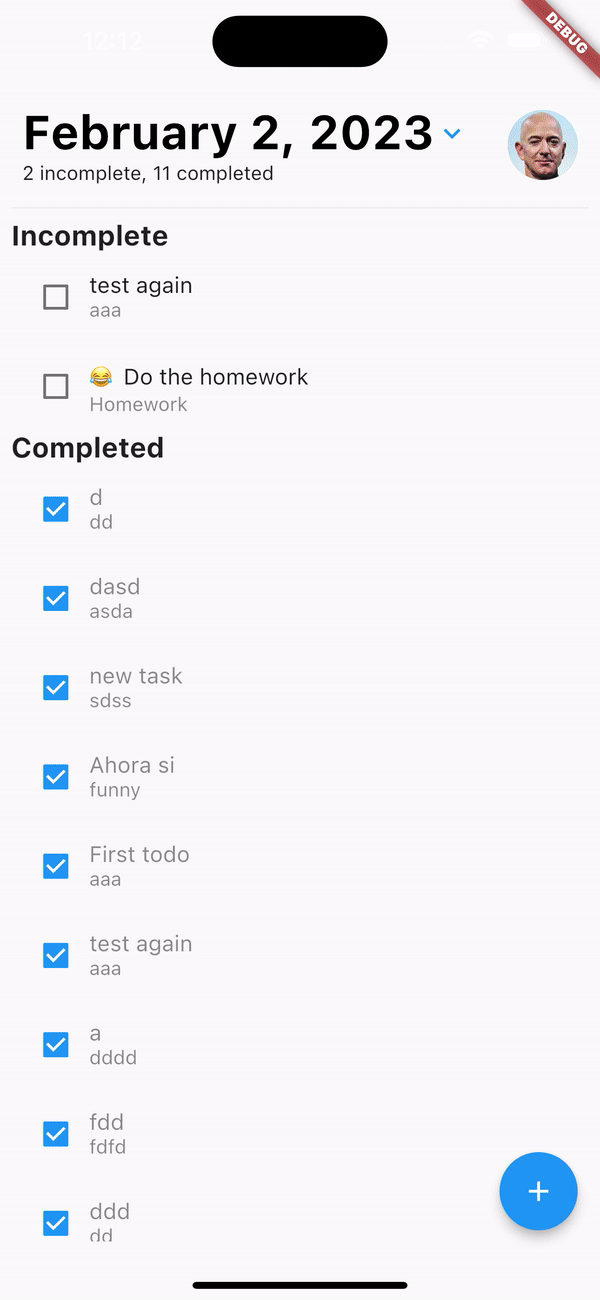 12:12
DEBUG
February 2, 2023
2 incomplete, 11 completed
Incomplete
test again
aaa
😂 Do the homework
Homework
Completed
d
dd
dasd
asda
new task
sdss
Ahora si
funny
First todo
aaa
test again
aaa
a
dddd
fdd
fdfd
ddd
dd